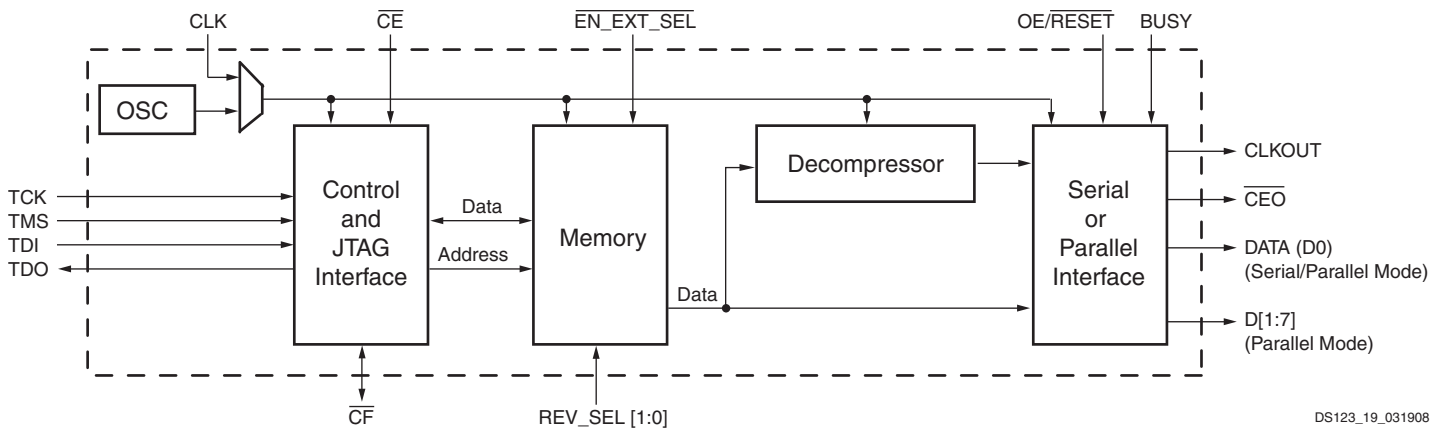 CLK
CE
EN_EXT_SEL
OE/RESET
BUSY
OSC
Control
and
JTAG
Interface
Memory
Decompressor
Serial
or
Parallel
Interface
TCK
TMS
TDI
TDO
Data
Address
Data
CLKOUT
CEO
DATA (D0)
(Serial/Parallel Mode)
D[1:7]
(Parallel Mode)
CF
REV_SEL [1:0]
DS123_19_031908